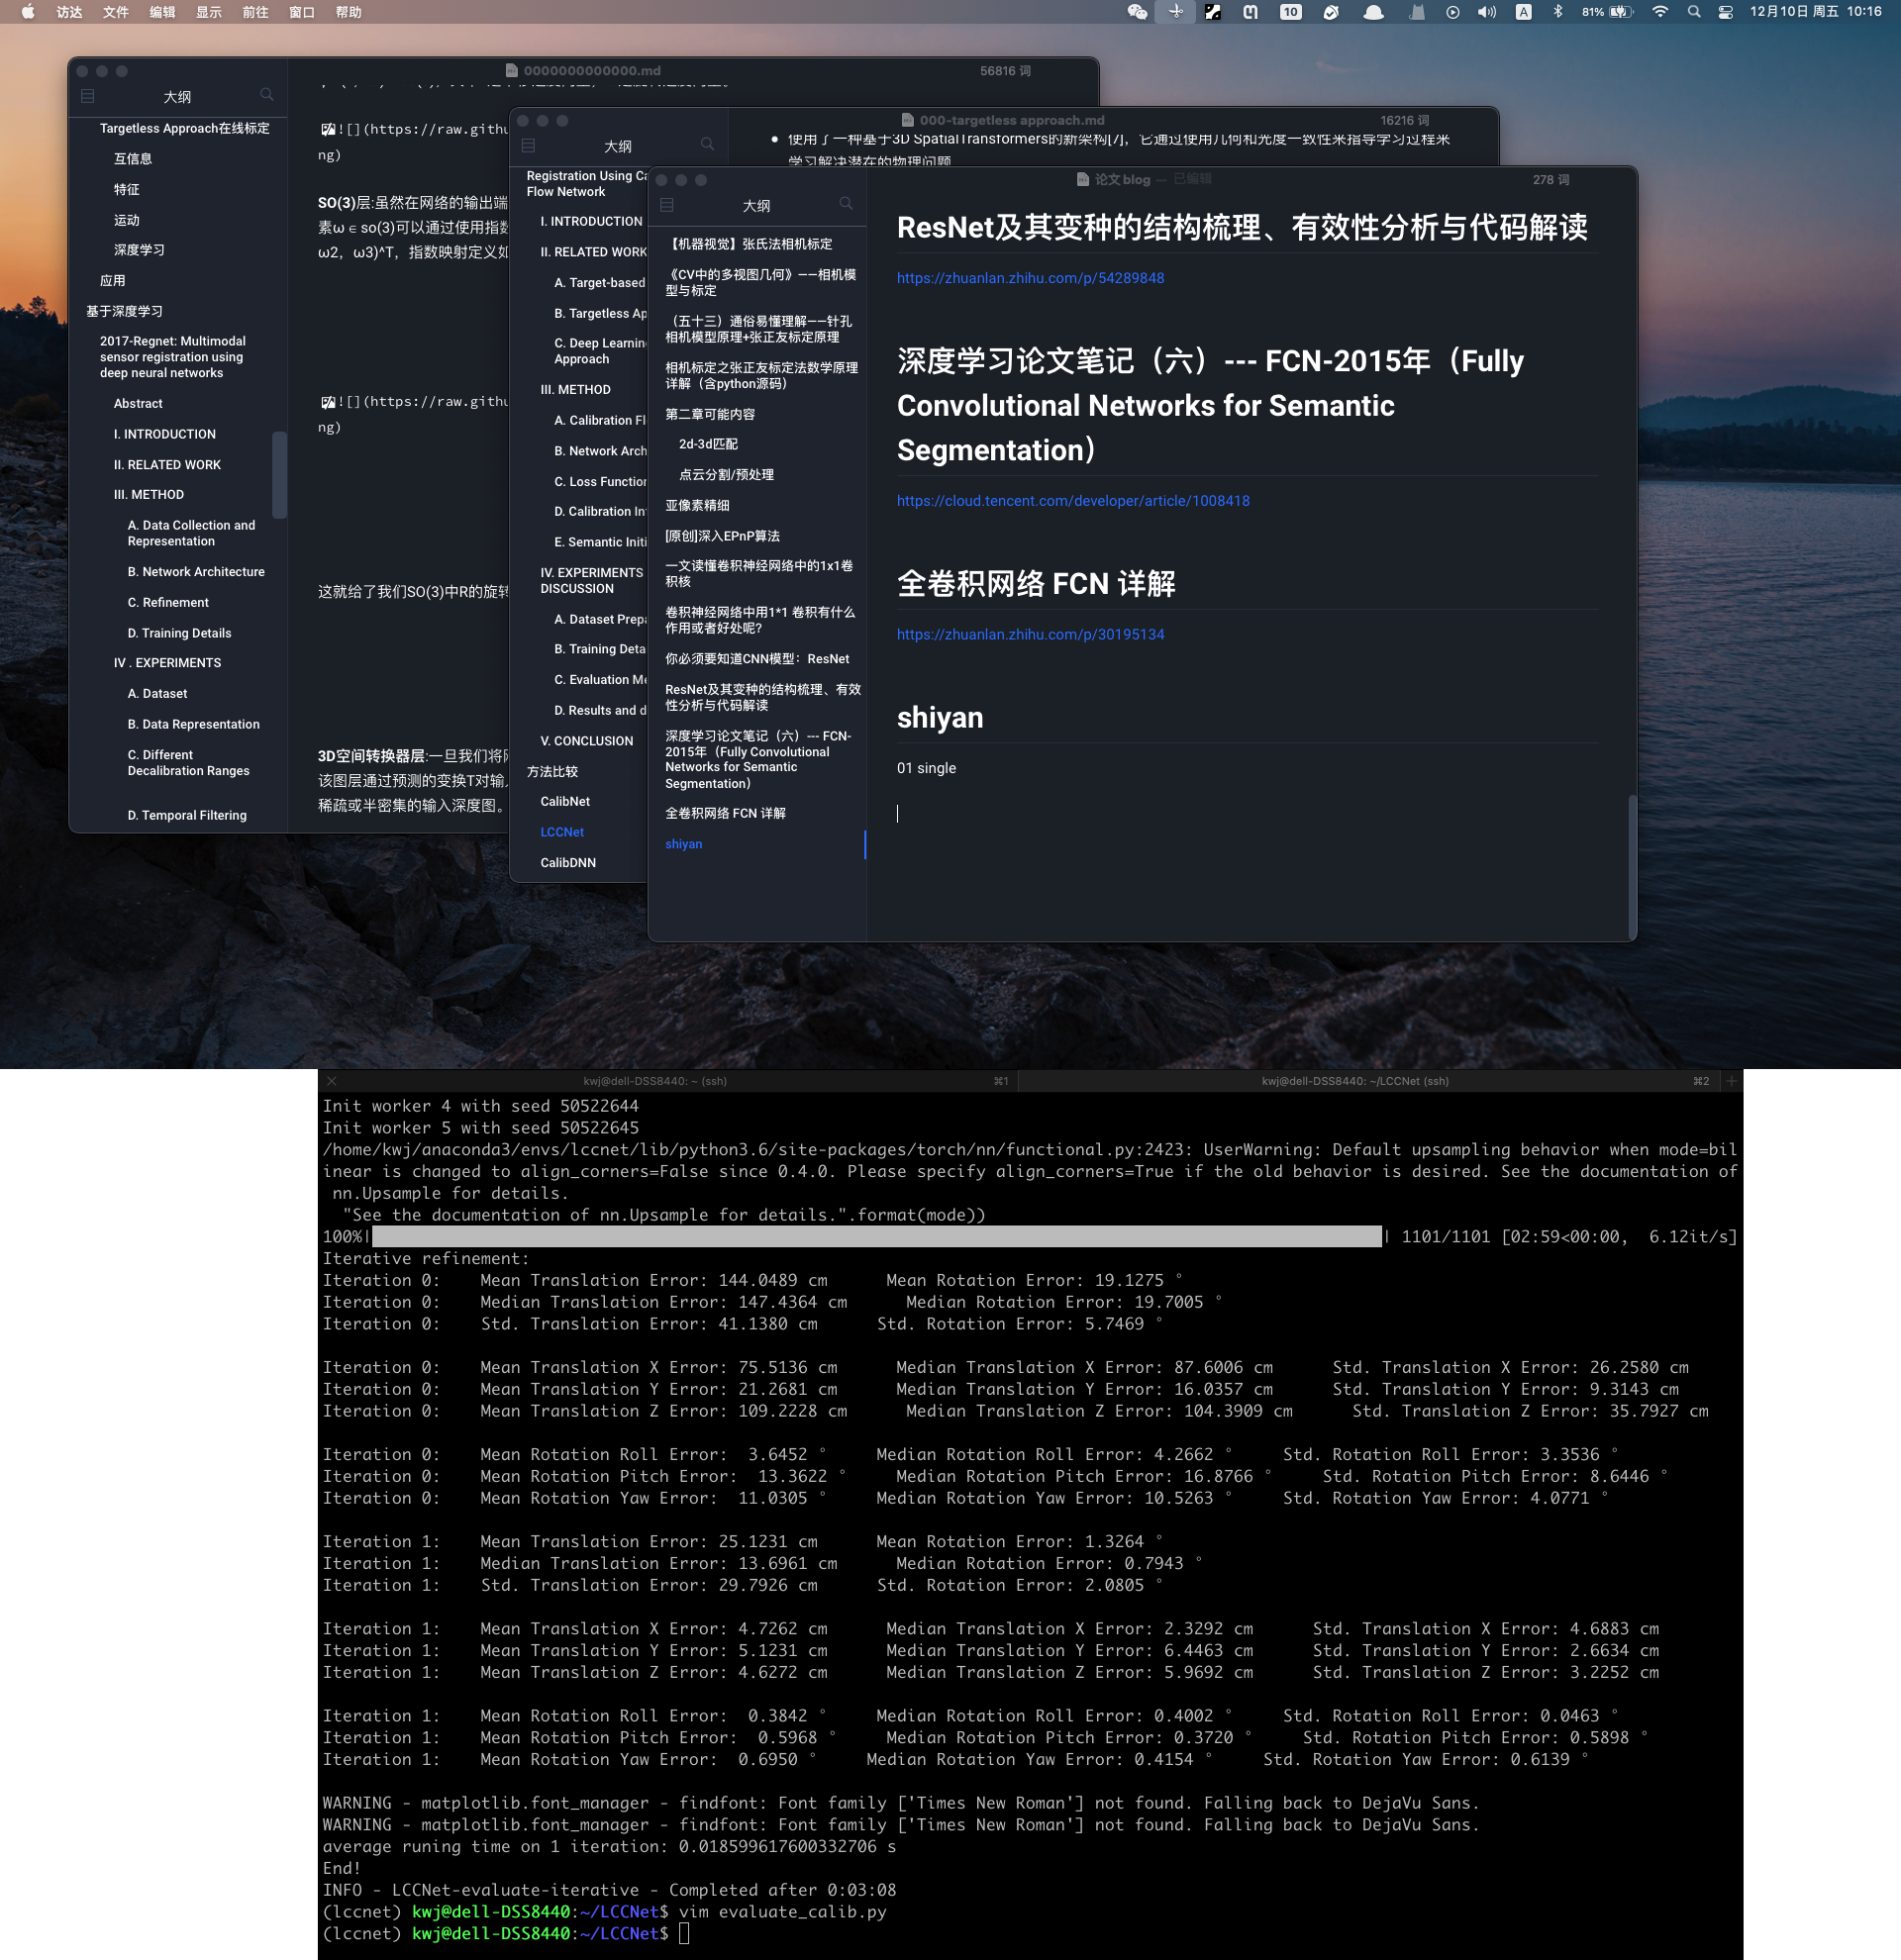 访达 文件 编辑 显示 前往 窗口 帮助
10 A 81% 12月10日 周五 10:16
0000000000000.md 56816 词
大纲
Targetless Approach在线标定
互信息
特征
运动
深度学习
应用
基于深度学习
2017-Regnet: Multimodal
sensor registration using
deep neural networks
Abstract
I. INTRODUCTION
II. RELATED WORK
III. METHOD
A. Data Collection and
Representation
B. Network Architecture
C. Refinement
D. Training Details
IV . EXPERIMENTS
A. Dataset
B. Data Representation
C. Different
Decalibration Ranges
D. Temporal Filtering
![](https://raw.githu
ng)
SO(3)层:虽然在网络的输出端
素ω ∈ so(3)可以通过使用指数
ω2，ω3)^T，指数映射定义如
![](https://raw.githu
ng)
这就给了我们SO(3)中R的旋转
3D空间转换器层:一旦我们将网
该图层通过预测的变换T对输入
稀疏或半密集的输入深度图。
000-targetless approach.md 16216 词
大纲
Registration Using Ca
Flow Network
I. INTRODUCTION
II. RELATED WORK
A. Target-based
B. Targetless Ap
C. Deep Learning
Approach
III. METHOD
A. Calibration Fl
B. Network Arch
C. Loss Function
D. Calibration In
E. Semantic Initi
IV. EXPERIMENTS
DISCUSSION
A. Dataset Prepa
B. Training Deta
C. Evaluation Me
D. Results and d
V. CONCLUSION
方法比较
CalibNet
LCCNet
CalibDNN
使用了一种基于3D SpatialTransformers的新架构[7]，它通过使用几何和光度一致性来指导学习过程来
学习解决潜在的物理问题
论文 blog — 已编辑 278 词
大纲
【机器视觉】张氏法相机标定
《CV中的多视图几何》——相机模
型与标定
（五十三）通俗易懂理解——针孔
相机模型原理+张正友标定原理
相机标定之张正友标定法数学原理
详解（含python源码）
第二章可能内容
2d-3d匹配
点云分割/预处理
亚像素精细
[原创]深入EPnP算法
一文读懂卷积神经网络中的1x1卷
积核
卷积神经网络中用1*1 卷积有什么
作用或者好处呢?
你必须要知道CNN模型：ResNet
ResNet及其变种的结构梳理、有效
性分析与代码解读
深度学习论文笔记（六）--- FCN-
2015年（Fully Convolutional
Networks for Semantic
Segmentation）
全卷积网络 FCN 详解
shiyan
ResNet及其变种的结构梳理、有效性分析与代码解读
https://zhuanlan.zhihu.com/p/54289848
深度学习论文笔记（六）--- FCN-2015年（Fully
Convolutional Networks for Semantic
Segmentation）
https://cloud.tencent.com/developer/article/1008418
全卷积网络 FCN 详解
https://zhuanlan.zhihu.com/p/30195134
shiyan
01 single
kwj@dell-DSS8440: ~ (ssh) ⌘1 kwj@dell-DSS8440: ~/LCCNet (ssh) ⌘2
Init worker 4 with seed 50522644
Init worker 5 with seed 50522645
/home/kwj/anaconda3/envs/lccnet/lib/python3.6/site-packages/torch/nn/functional.py:2423: UserWarning: Default upsampling behavior when mode=bil
inear is changed to align_corners=False since 0.4.0. Please specify align_corners=True if the old behavior is desired. See the documentation of
nn.Upsample for details.
"See the documentation of nn.Upsample for details.".format(mode))
100%| | 1101/1101 [02:59<00:00, 6.12it/s]
Iterative refinement:
Iteration 0: Mean Translation Error: 144.0489 cm Mean Rotation Error: 19.1275 °
Iteration 0: Median Translation Error: 147.4364 cm Median Rotation Error: 19.7005 °
Iteration 0: Std. Translation Error: 41.1380 cm Std. Rotation Error: 5.7469 °
Iteration 0: Mean Translation X Error: 75.5136 cm Median Translation X Error: 87.6006 cm Std. Translation X Error: 26.2580 cm
Iteration 0: Mean Translation Y Error: 21.2681 cm Median Translation Y Error: 16.0357 cm Std. Translation Y Error: 9.3143 cm
Iteration 0: Mean Translation Z Error: 109.2228 cm Median Translation Z Error: 104.3909 cm Std. Translation Z Error: 35.7927 cm
Iteration 0: Mean Rotation Roll Error: 3.6452 ° Median Rotation Roll Error: 4.2662 ° Std. Rotation Roll Error: 3.3536 °
Iteration 0: Mean Rotation Pitch Error: 13.3622 ° Median Rotation Pitch Error: 16.8766 ° Std. Rotation Pitch Error: 8.6446 °
Iteration 0: Mean Rotation Yaw Error: 11.0305 ° Median Rotation Yaw Error: 10.5263 ° Std. Rotation Yaw Error: 4.0771 °
Iteration 1: Mean Translation Error: 25.1231 cm Mean Rotation Error: 1.3264 °
Iteration 1: Median Translation Error: 13.6961 cm Median Rotation Error: 0.7943 °
Iteration 1: Std. Translation Error: 29.7926 cm Std. Rotation Error: 2.0805 °
Iteration 1: Mean Translation X Error: 4.7262 cm Median Translation X Error: 2.3292 cm Std. Translation X Error: 4.6883 cm
Iteration 1: Mean Translation Y Error: 5.1231 cm Median Translation Y Error: 6.4463 cm Std. Translation Y Error: 2.6634 cm
Iteration 1: Mean Translation Z Error: 4.6272 cm Median Translation Z Error: 5.9692 cm Std. Translation Z Error: 3.2252 cm
Iteration 1: Mean Rotation Roll Error: 0.3842 ° Median Rotation Roll Error: 0.4002 ° Std. Rotation Roll Error: 0.0463 °
Iteration 1: Mean Rotation Pitch Error: 0.5968 ° Median Rotation Pitch Error: 0.3720 ° Std. Rotation Pitch Error: 0.5898 °
Iteration 1: Mean Rotation Yaw Error: 0.6950 ° Median Rotation Yaw Error: 0.4154 ° Std. Rotation Yaw Error: 0.6139 °
WARNING - matplotlib.font_manager - findfont: Font family ['Times New Roman'] not found. Falling back to DejaVu Sans.
WARNING - matplotlib.font_manager - findfont: Font family ['Times New Roman'] not found. Falling back to DejaVu Sans.
average runing time on 1 iteration: 0.018599617600332706 s
End!
INFO - LCCNet-evaluate-iterative - Completed after 0:03:08
(lccnet) kwj@dell-DSS8440:~/LCCNet$ vim evaluate_calib.py
(lccnet) kwj@dell-DSS8440:~/LCCNet$